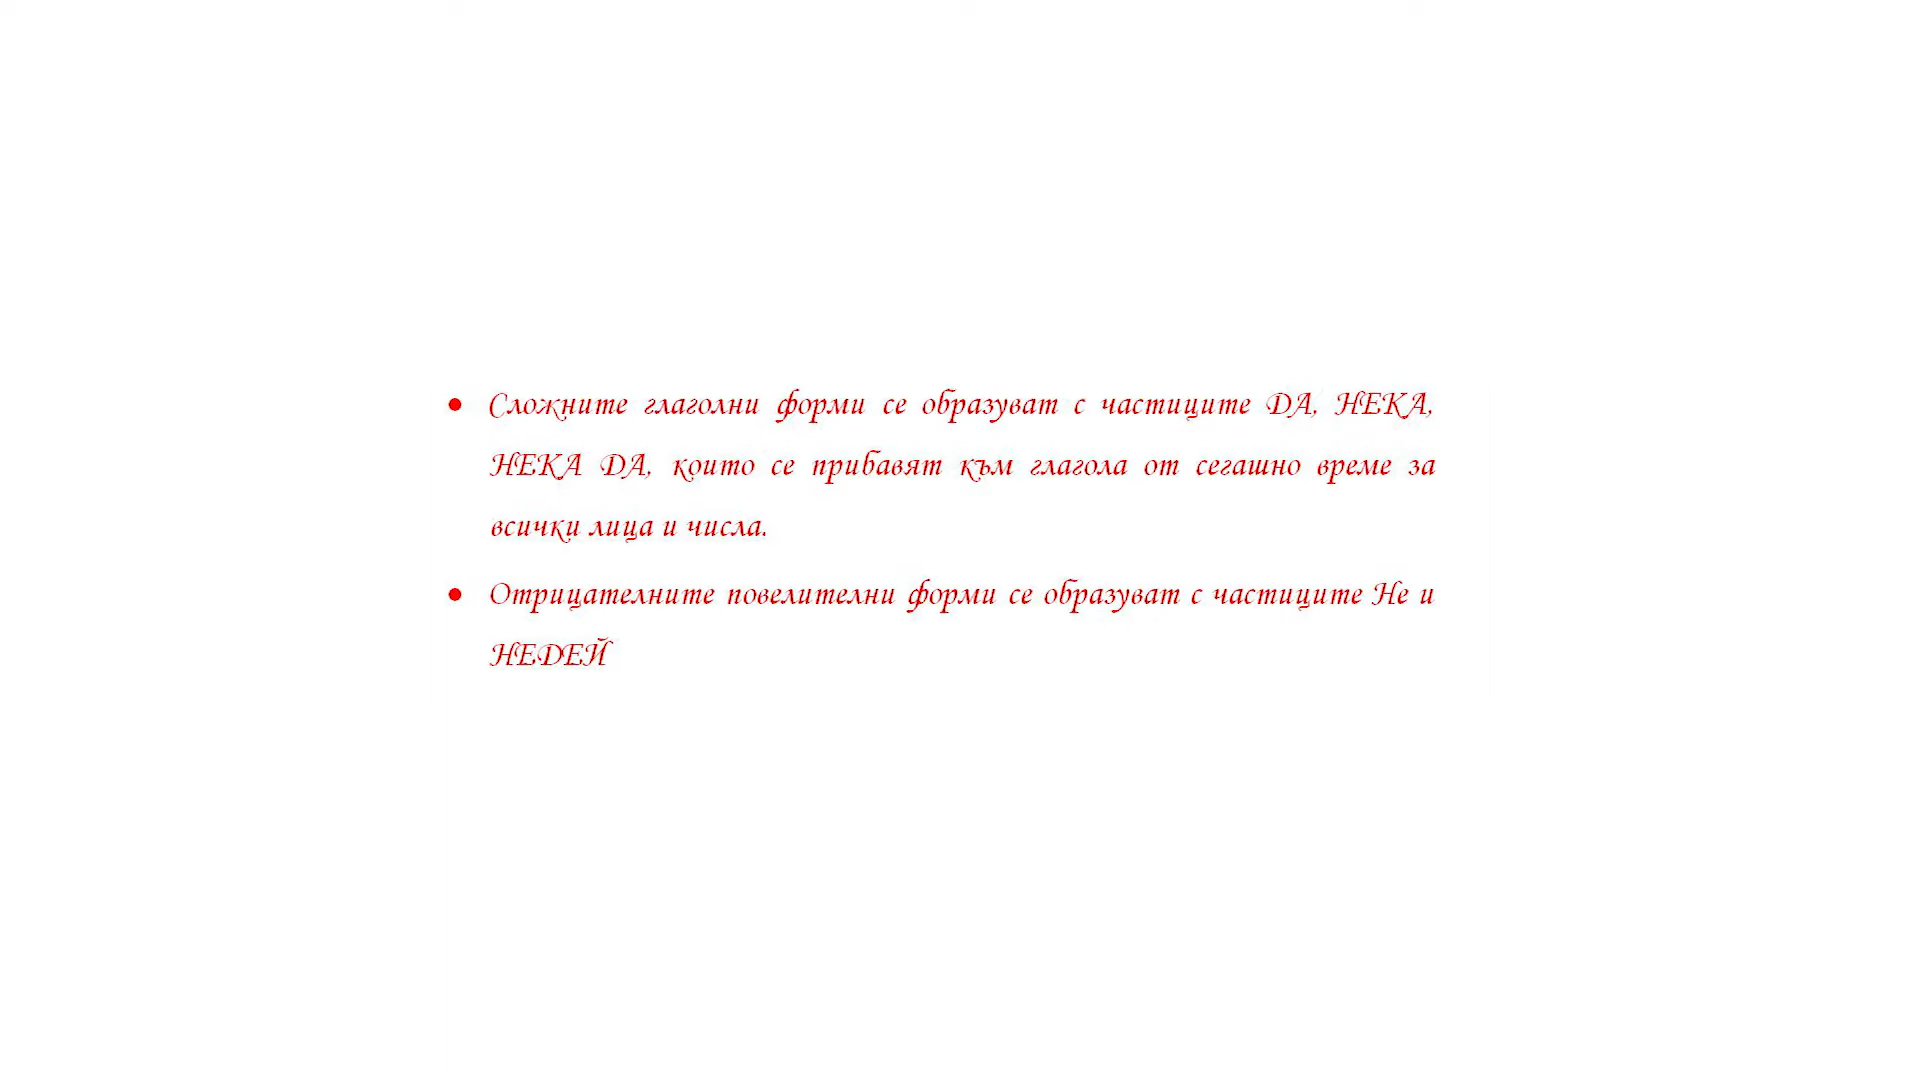 • Сложните глаголни форми се образуват с частиците ДА, НЕКА,
НЕКА ДА, които се прибавят към глагола от сегашно време за
всички лица и числа.
• Отрицателните повелителни форми се образуват с частиците Не и
НЕДЕЙ